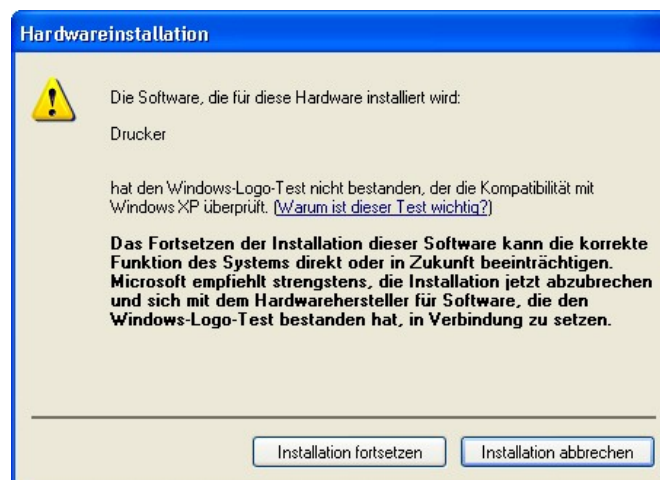 Hardwareinstallation
Die Software, die für diese Hardware installiert wird:
Drucker
hat den Windows-Logo-Test nicht bestanden, der die Kompatibilität mit
Windows XP überprüft. (Warum ist dieser Test wichtig?)
Das Fortsetzen der Installation dieser Software kann die korrekte
Funktion des Systems direkt oder in Zukunft beeinträchtigen.
Microsoft empfiehlt strengstens, die Installation jetzt abzubrechen
und sich mit dem Hardwarehersteller für Software, die den
Windows-Logo-Test bestanden hat, in Verbindung zu setzen.
Installation fortsetzen Installation abbrechen